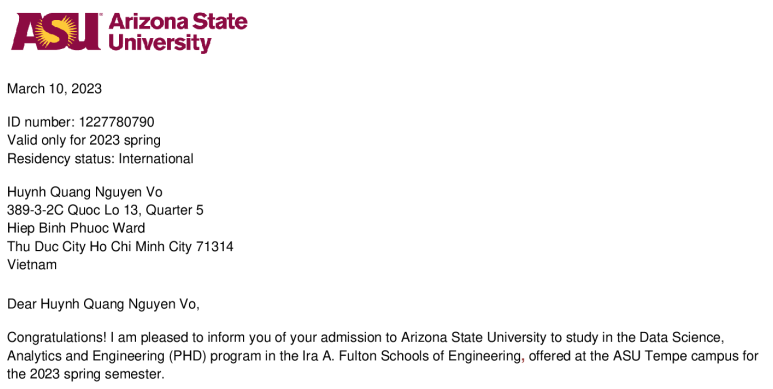 ASU Arizona State
University
March 10, 2023
ID number: 1227780790
Valid only for 2023 spring
Residency status: International
Huynh Quang Nguyen Vo
389-3-2C Quoc Lo 13, Quarter 5
Hiep Binh Phuoc Ward
Thu Duc City Ho Chi Minh City 71314
Vietnam
Dear Huynh Quang Nguyen Vo,
Congratulations! I am pleased to inform you of your admission to Arizona State University to study in the Data Science,
Analytics and Engineering (PHD) program in the Ira A. Fulton Schools of Engineering, offered at the ASU Tempe campus for
the 2023 spring semester.